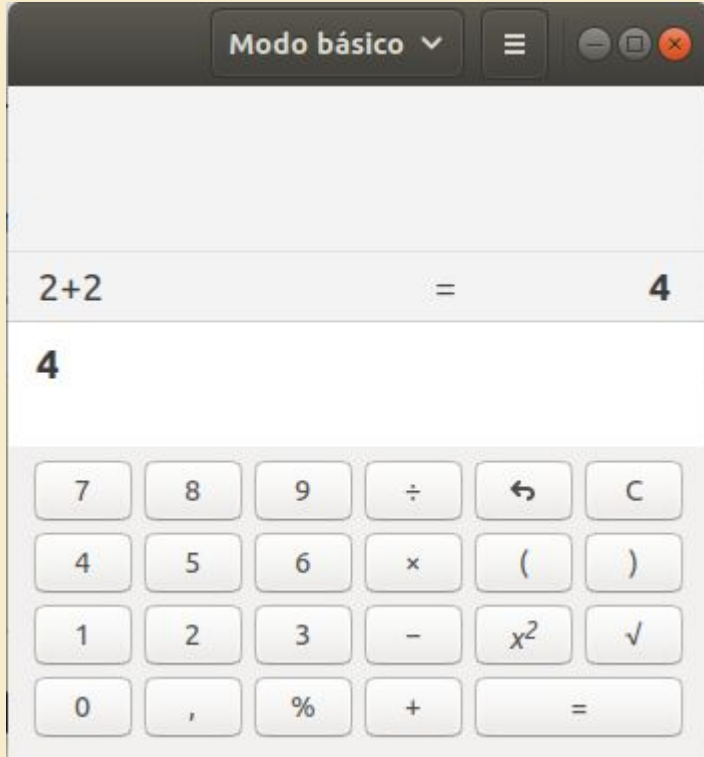 Modo básico
2+2 = 4
4
7 8 9 ÷ C
4 5 6 × ( )
1 2 3 − x² √
0 , % + =